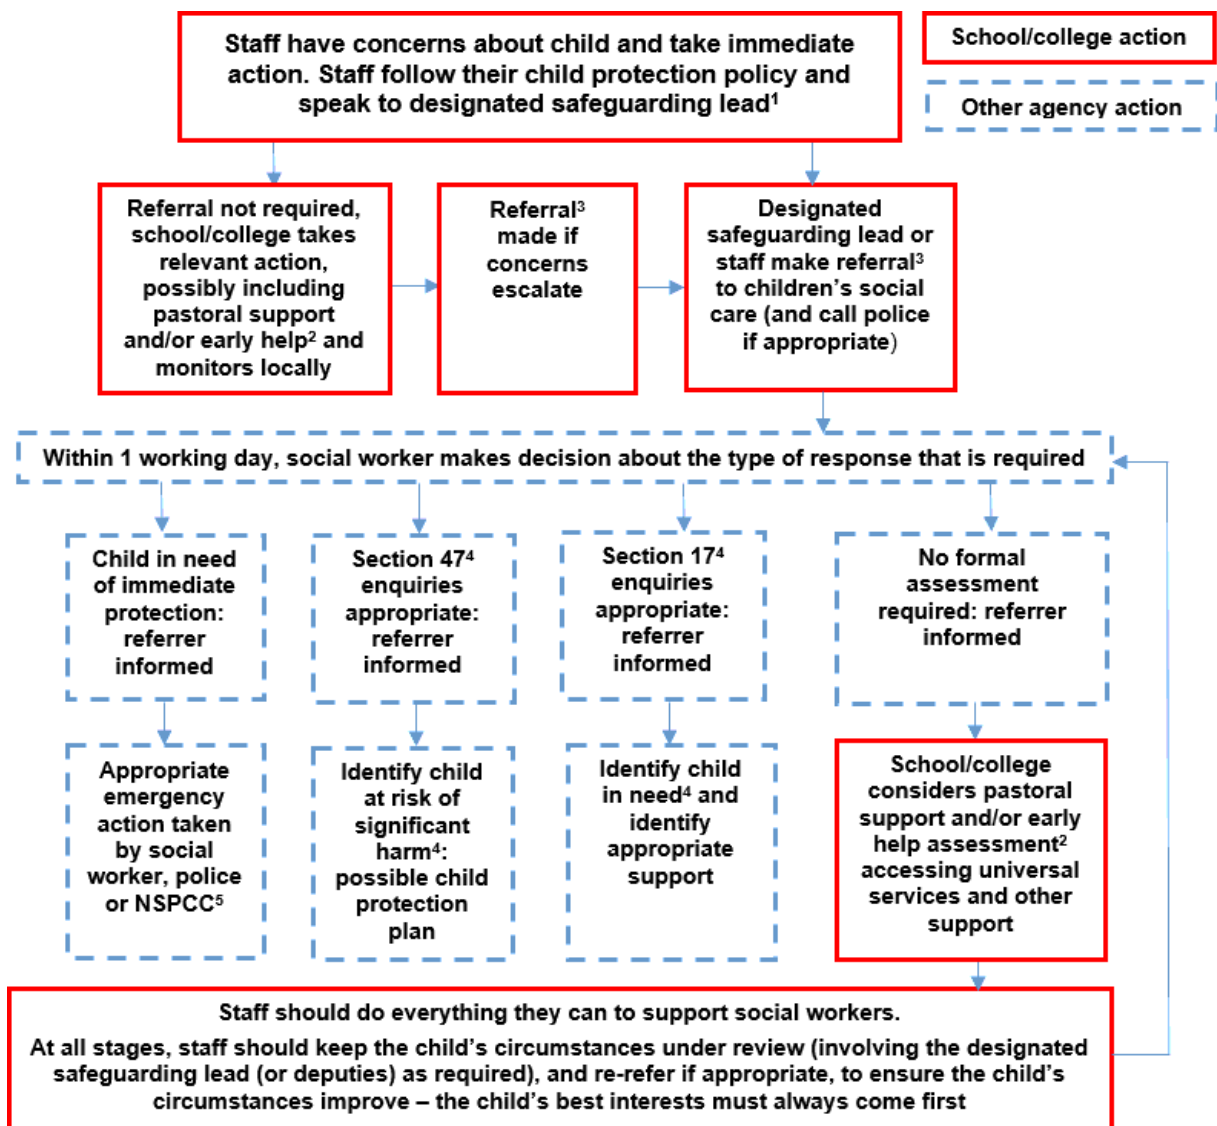 Staff have concerns about child and take immediate
action. Staff follow their child protection policy and
speak to designated safeguarding lead¹
School/college action
Other agency action
Referral not required,
school/college takes
relevant action,
possibly including
pastoral support
and/or early help² and
monitors locally
Referral³
made if
concerns
escalate
Designated
safeguarding lead or
staff make referral³
to children's social
care (and call police
if appropriate)
Within 1 working day, social worker makes decision about the type of response that is required
Child in need
of immediate
protection:
referrer
informed
Section 47⁴
enquiries
appropriate:
referrer
informed
Section 17⁴
enquiries
appropriate:
referrer
informed
No formal
assessment
required: referrer
informed
Appropriate
emergency
action taken
by social
worker, police
or NSPCC⁵
Identify child
at risk of
significant
harm⁴:
possible child
protection
plan
Identify child
in need⁴ and
identify
appropriate
support
School/college
considers pastoral
support and/or early
help assessment²
accessing universal
services and other
support
Staff should do everything they can to support social workers.
At all stages, staff should keep the child's circumstances under review (involving the designated
safeguarding lead (or deputies) as required), and re-refer if appropriate, to ensure the child's
circumstances improve – the child's best interests must always come first